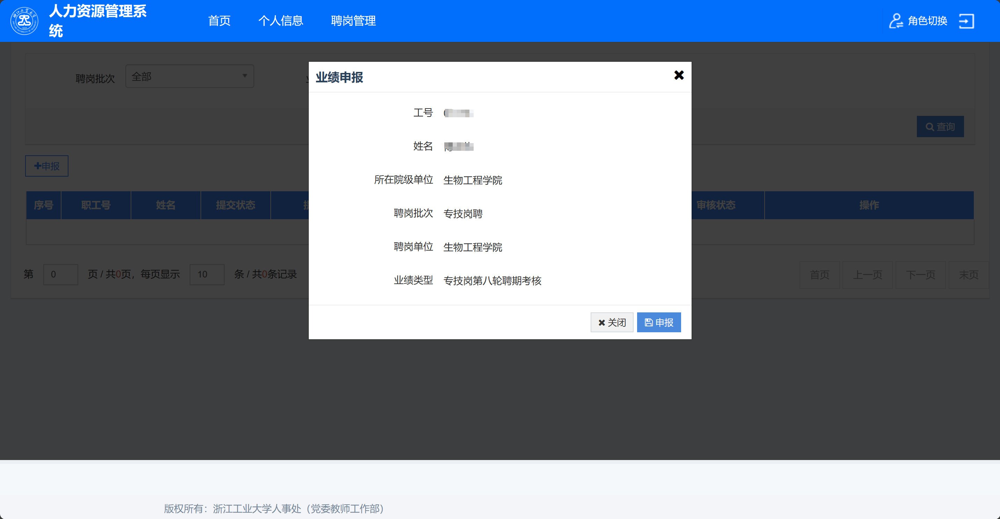 人力资源管理系
统
首页 个人信息 聘岗管理
角色切换
聘岗批次 全部
查询
申报
序号 职工号 姓名 提交状态 审核状态 操作
第 0 页 / 共0页，每页显示 10 条 / 共0条记录
首页 上一页 下一页 末页
业绩申报
工号
姓名
所在院级单位 生物工程学院
聘岗批次 专技岗聘
聘岗单位 生物工程学院
业绩类型 专技岗第八轮聘期考核
关闭 申报
版权所有：浙江工业大学人事处（党委教师工作部）